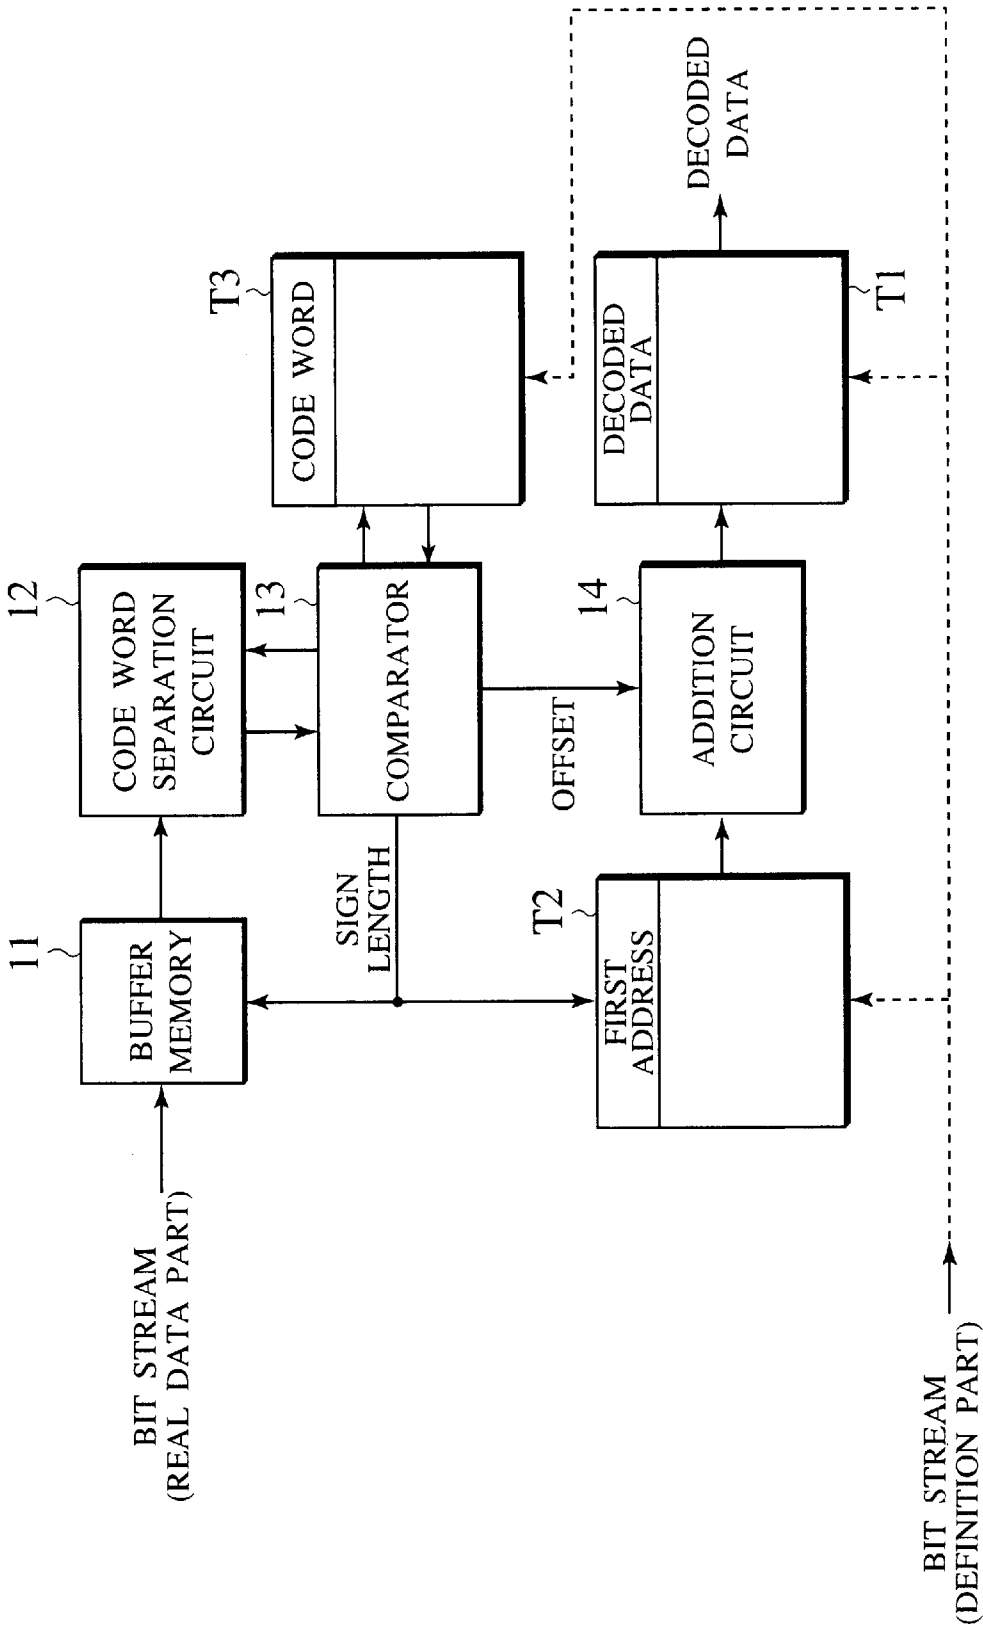 BIT STREAM
(REAL DATA PART)
11
BUFFER
MEMORY
12
CODE WORD
SEPARATION
CIRCUIT
SIGN
LENGTH
13
COMPARATOR
T3
CODE WORD
OFFSET
T2
FIRST
ADDRESS
14
ADDITION
CIRCUIT
DECODED
DATA
T1
DECODED
DATA
BIT STREAM
(DEFINITION PART)